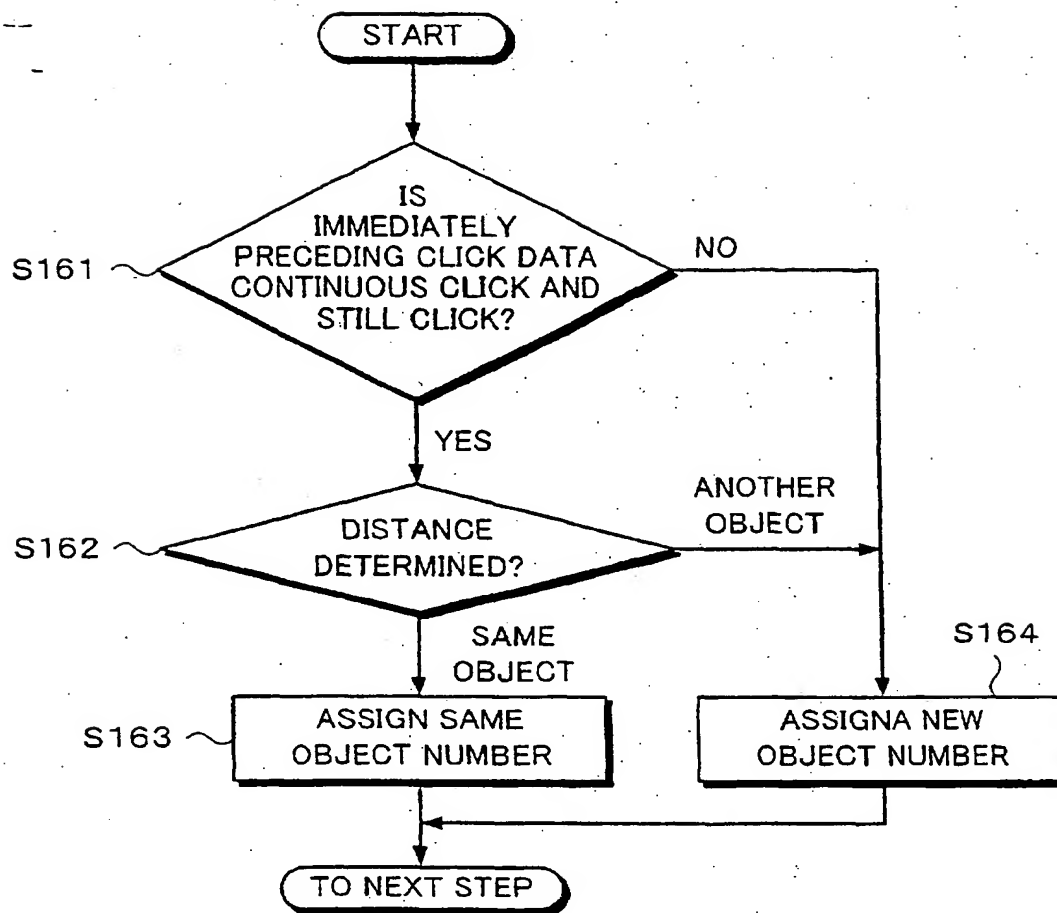 START
IS
IMMEDIATELY
PRECEDING CLICK DATA
CONTINUOUS CLICK AND
STILL CLICK?
S161
NO
YES
DISTANCE
DETERMINED?
S162
ANOTHER
OBJECT
SAME
OBJECT
S163
ASSIGN SAME
OBJECT NUMBER
S164
ASSIGNA NEW
OBJECT NUMBER
TO NEXT STEP